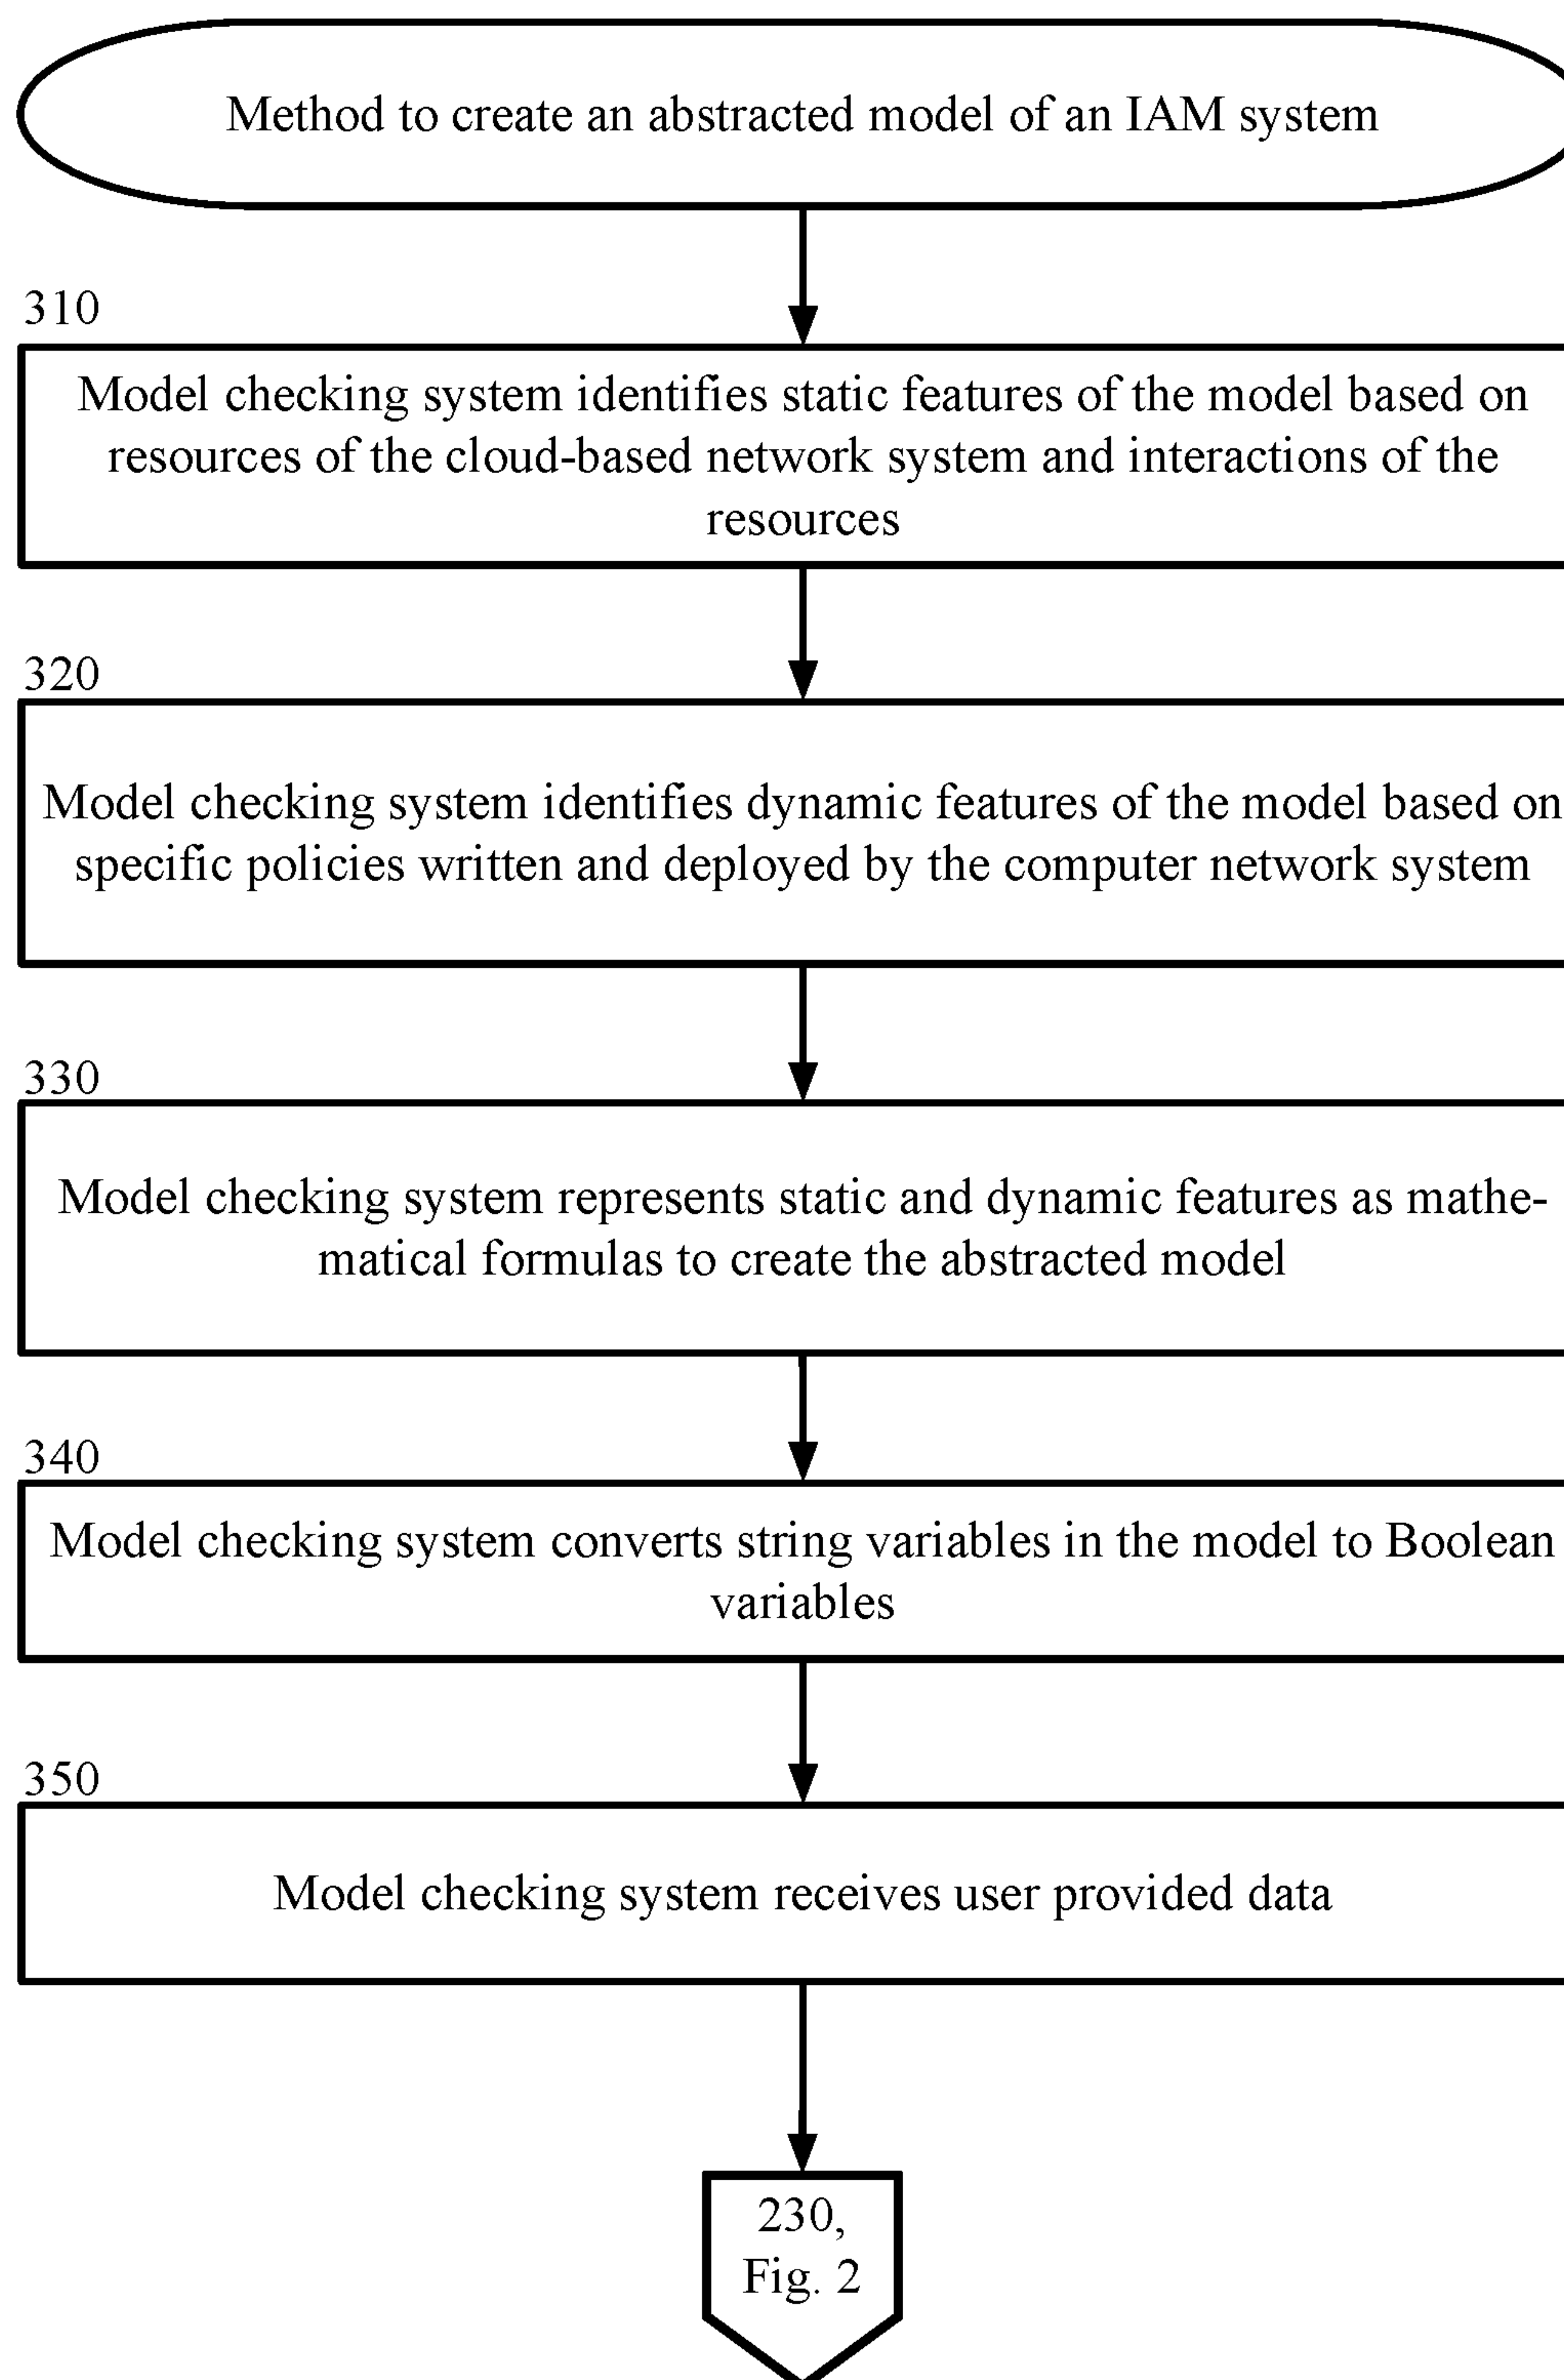 Method to create an abstracted model of an IAM system
310
Model checking system identifies static features of the model based on
resources of the cloud-based network system and interactions of the
resources
320
Model checking system identifies dynamic features of the model based on
specific policies written and deployed by the computer network system
330
Model checking system represents static and dynamic features as mathe-
matical formulas to create the abstracted model
340
Model checking system converts string variables in the model to Boolean
variables
350
Model checking system receives user provided data
230,
Fig. 2